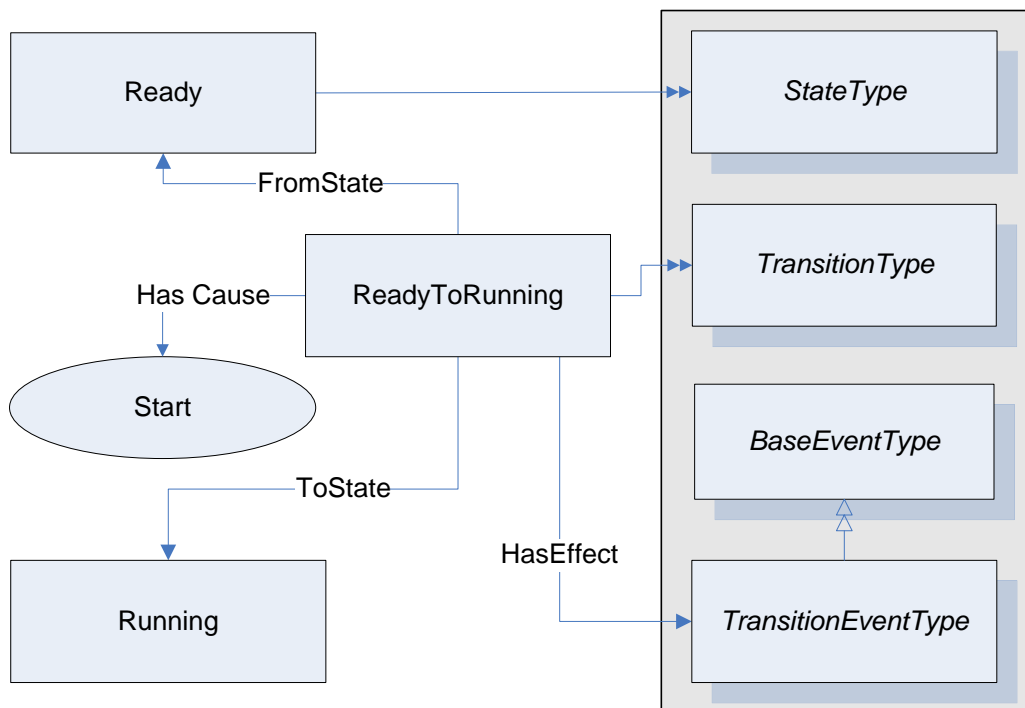 Ready
StateType
FromState
ReadyToRunning
TransitionType
Has Cause
Start
BaseEventType
ToState
HasEffect
Running
TransitionEventType